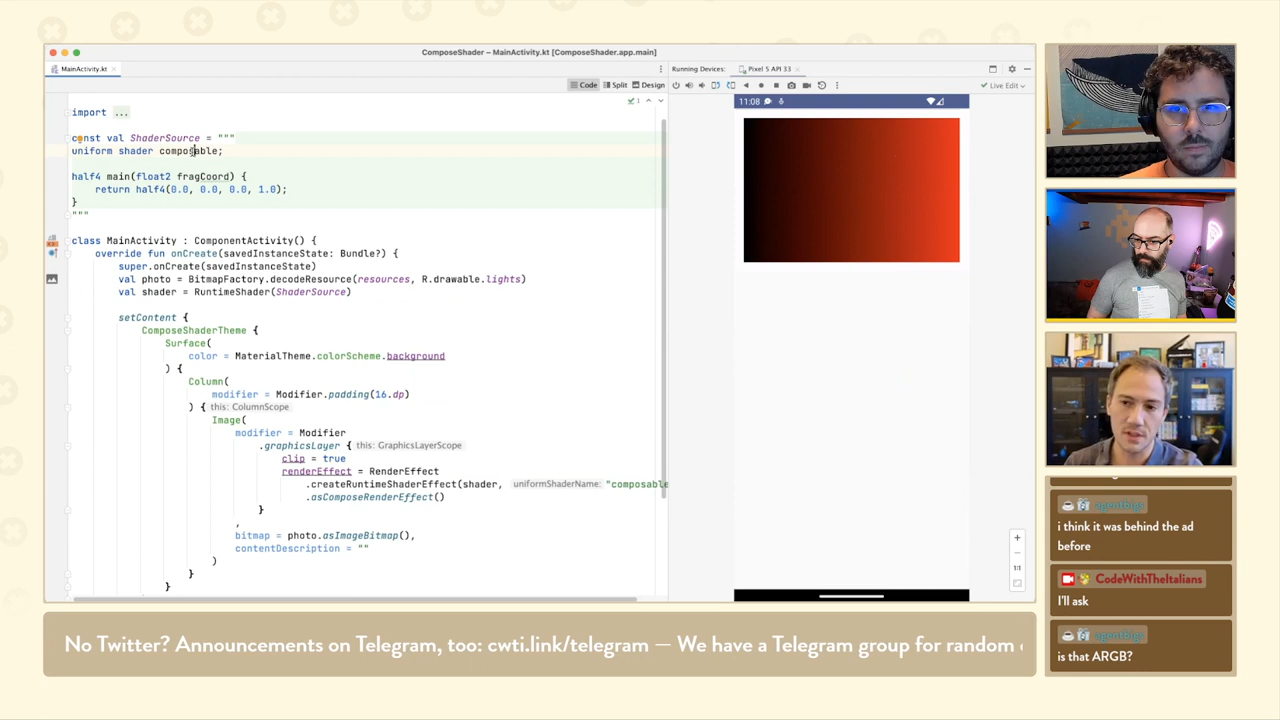 ComposeShader – MainActivity.kt [ComposeShader.app.main]
MainActivity.kt
Code Split Design
Running Devices: Pixel 5 API 33
Live Edit
import ...
const val ShaderSource = """
uniform shader composable;
half4 main(float2 fragCoord) {
return half4(0.0, 0.0, 0.0, 1.0);
}
"""
class MainActivity : ComponentActivity() {
override fun onCreate(savedInstanceState: Bundle?) {
super.onCreate(savedInstanceState)
val photo = BitmapFactory.decodeResource(resources, R.drawable.lights)
val shader = RuntimeShader(ShaderSource)
setContent {
ComposeShaderTheme {
Surface(
color = MaterialTheme.colorScheme.background
) {
Column(
modifier = Modifier.padding(16.dp)
) { this: ColumnScope
Image(
modifier = Modifier
.graphicsLayer { this: GraphicsLayerScope
clip = true
renderEffect = RenderEffect
.createRuntimeShaderEffect(shader, uniformShaderName: "composable
.asComposeRenderEffect()
}
,
bitmap = photo.asImageBitmap(),
contentDescription = ""
)
}
}
1
11:08
1:1
agentbigs
i think it was behind the ad
before
CodeWithTheItalians
I'll ask
agentbigs
is that ARGB?
No Twitter? Announcements on Telegram, too: cwti.link/telegram — We have a Telegram group for random